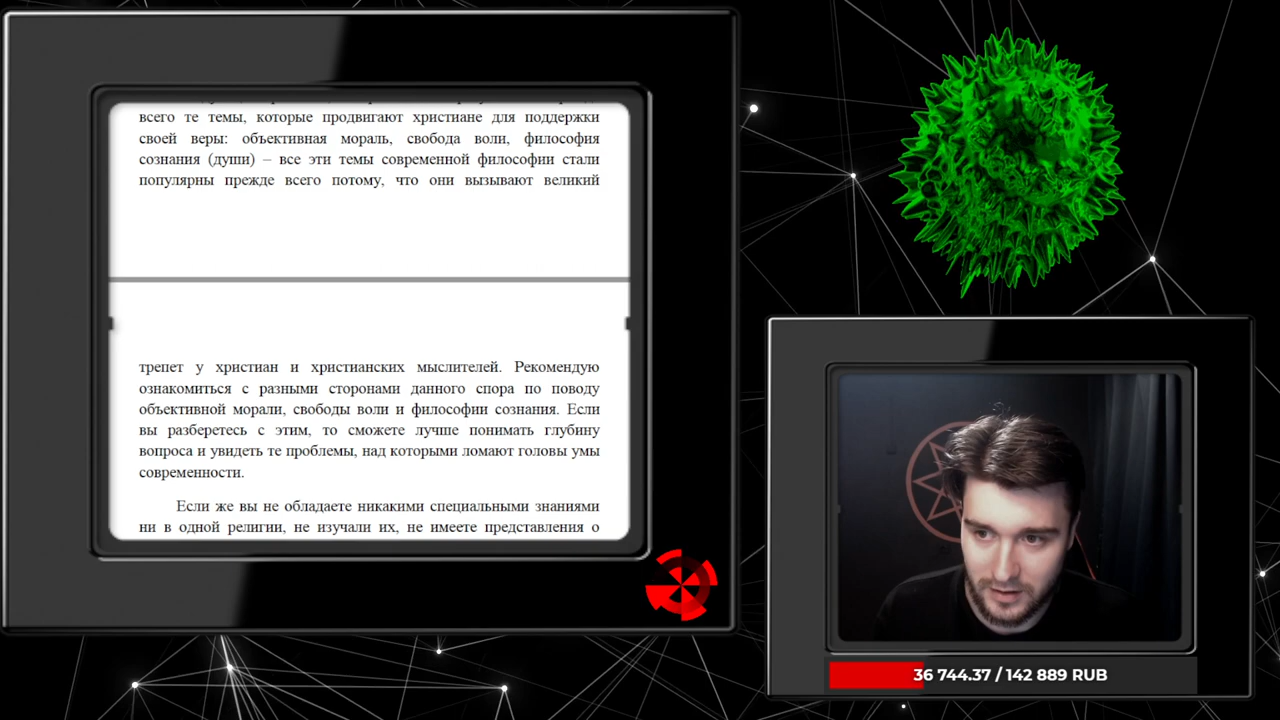 всего те темы, которые продвигают христиане для поддержки
своей веры: объективная мораль, свобода воли, философия
сознания (души) – все эти темы современной философии стали
популярны прежде всего потому, что они вызывают великий
трепет у христиан и христианских мыслителей. Рекомендую
ознакомиться с разными сторонами данного спора по поводу
объективной морали, свободы воли и философии сознания. Если
вы разберетесь с этим, то сможете лучше понимать глубину
вопроса и увидеть те проблемы, над которыми ломают головы умы
современности.
Если же вы не обладаете никакими специальными знаниями
ни в одной религии, не изучали их, не имеете представления о
36 744.37 / 142 889 RUB